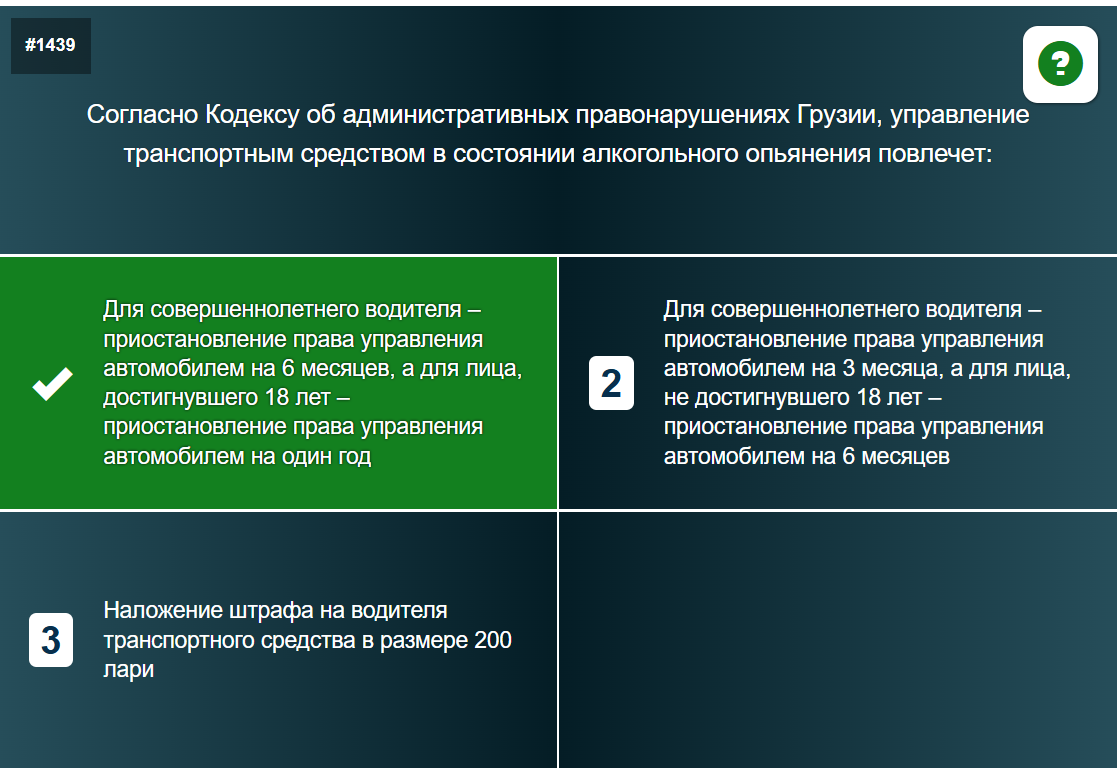 #1439
?
Согласно Кодексу об административных правонарушениях Грузии, управление
транспортным средством в состоянии алкогольного опьянения повлечет:
Для совершеннолетнего водителя –
приостановление права управления
автомобилем на 6 месяцев, а для лица,
достигнувшего 18 лет –
приостановление права управления
автомобилем на один год
2
Для совершеннолетнего водителя –
приостановление права управления
автомобилем на 3 месяца, а для лица,
не достигнувшего 18 лет –
приостановление права управления
автомобилем на 6 месяцев
3
Наложение штрафа на водителя
транспортного средства в размере 200
лари